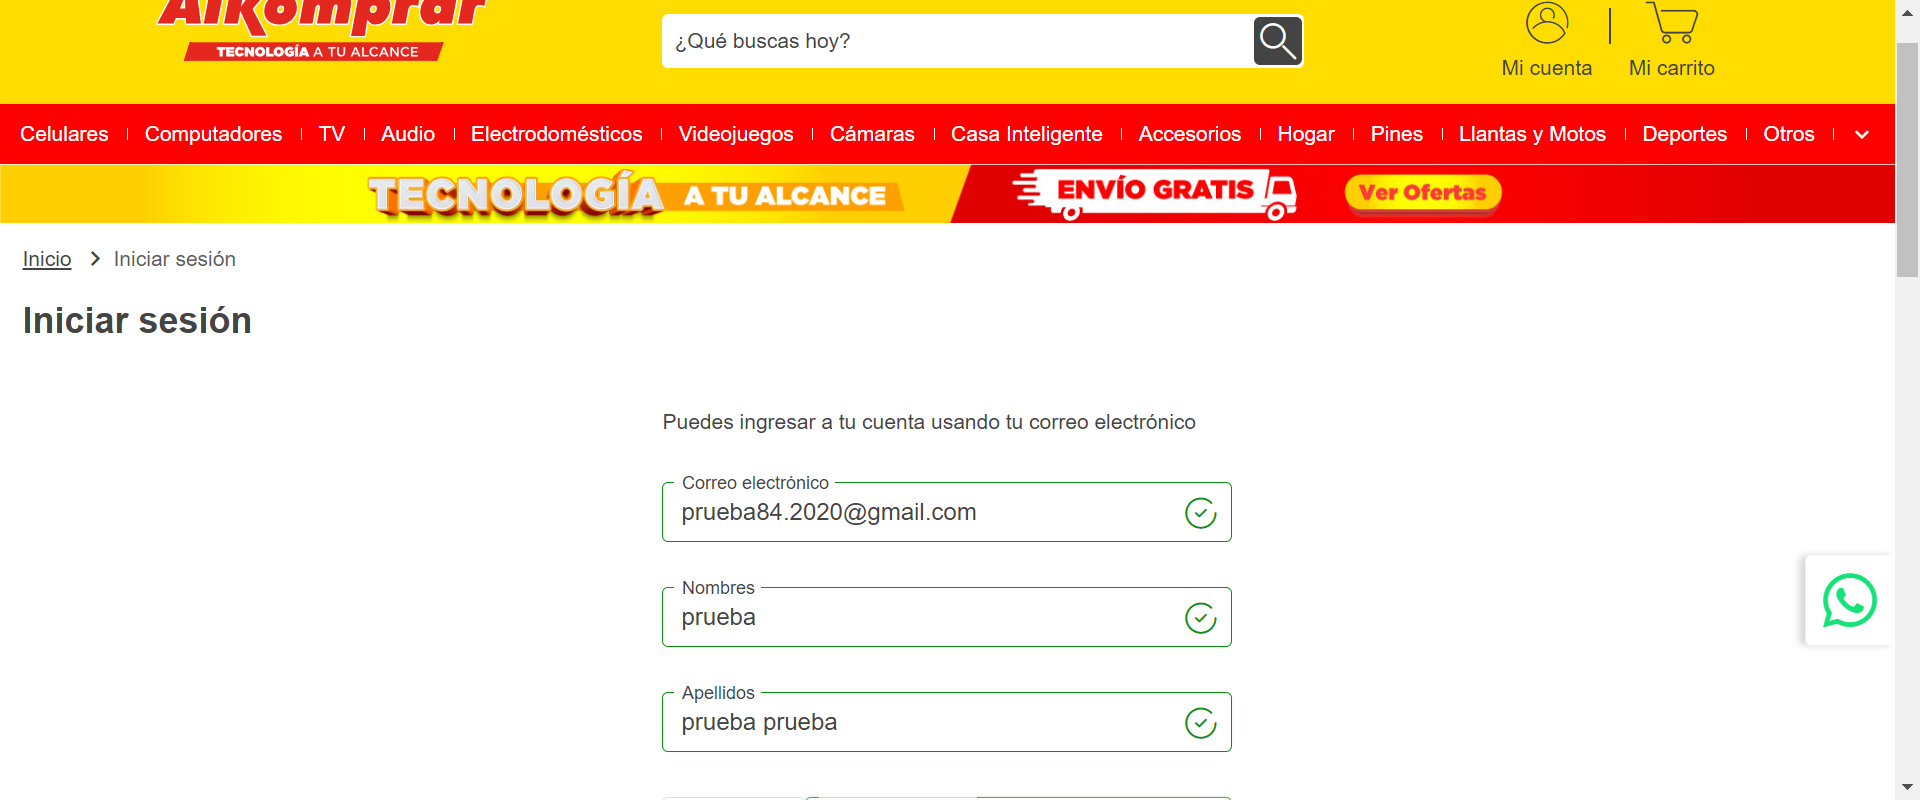 Alkomprar
TECNOLOGÍA A TU ALCANCE
¿Qué buscas hoy?
Mi cuenta
Mi carrito
Celulares Computadores TV Audio Electrodomésticos Videojuegos Cámaras Casa Inteligente Accesorios Hogar Pines Llantas y Motos Deportes Otros
TECNOLOGÍA A TU ALCANCE ENVÍO GRATIS Ver Ofertas
Inicio Iniciar sesión
Iniciar sesión
Puedes ingresar a tu cuenta usando tu correo electrónico
Correo electrónico
prueba84.2020@gmail.com
Nombres
prueba
Apellidos
prueba prueba